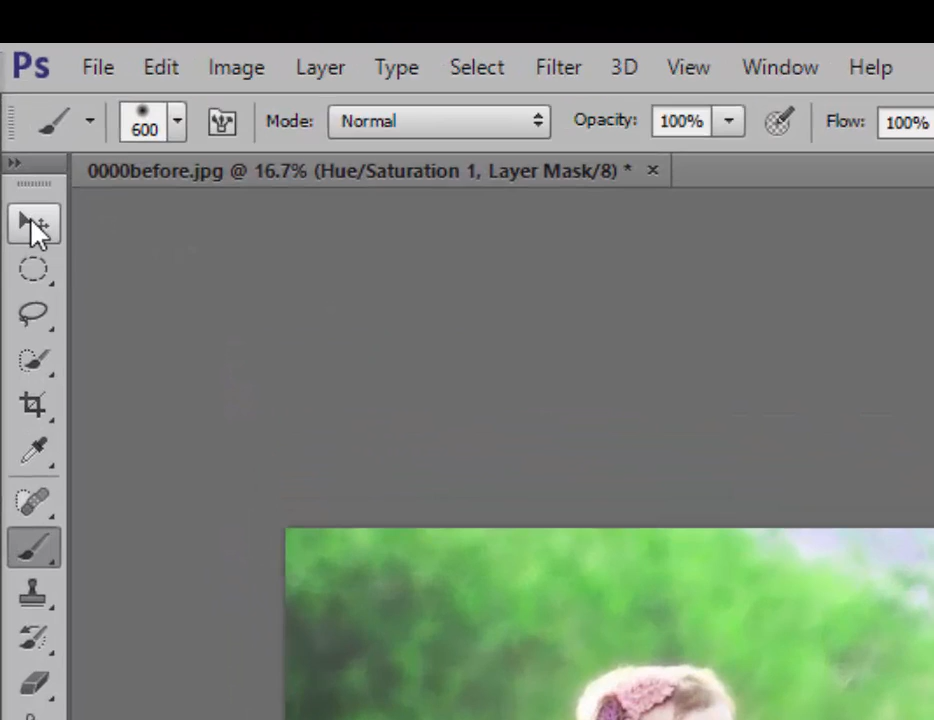 Ps File Edit Image Layer Type Select Filter 3D View Window Help
600 Mode: Normal Opacity: 100% Flow: 100%
0000before.jpg @ 16.7% (Hue/Saturation 1, Layer Mask/8) * ×